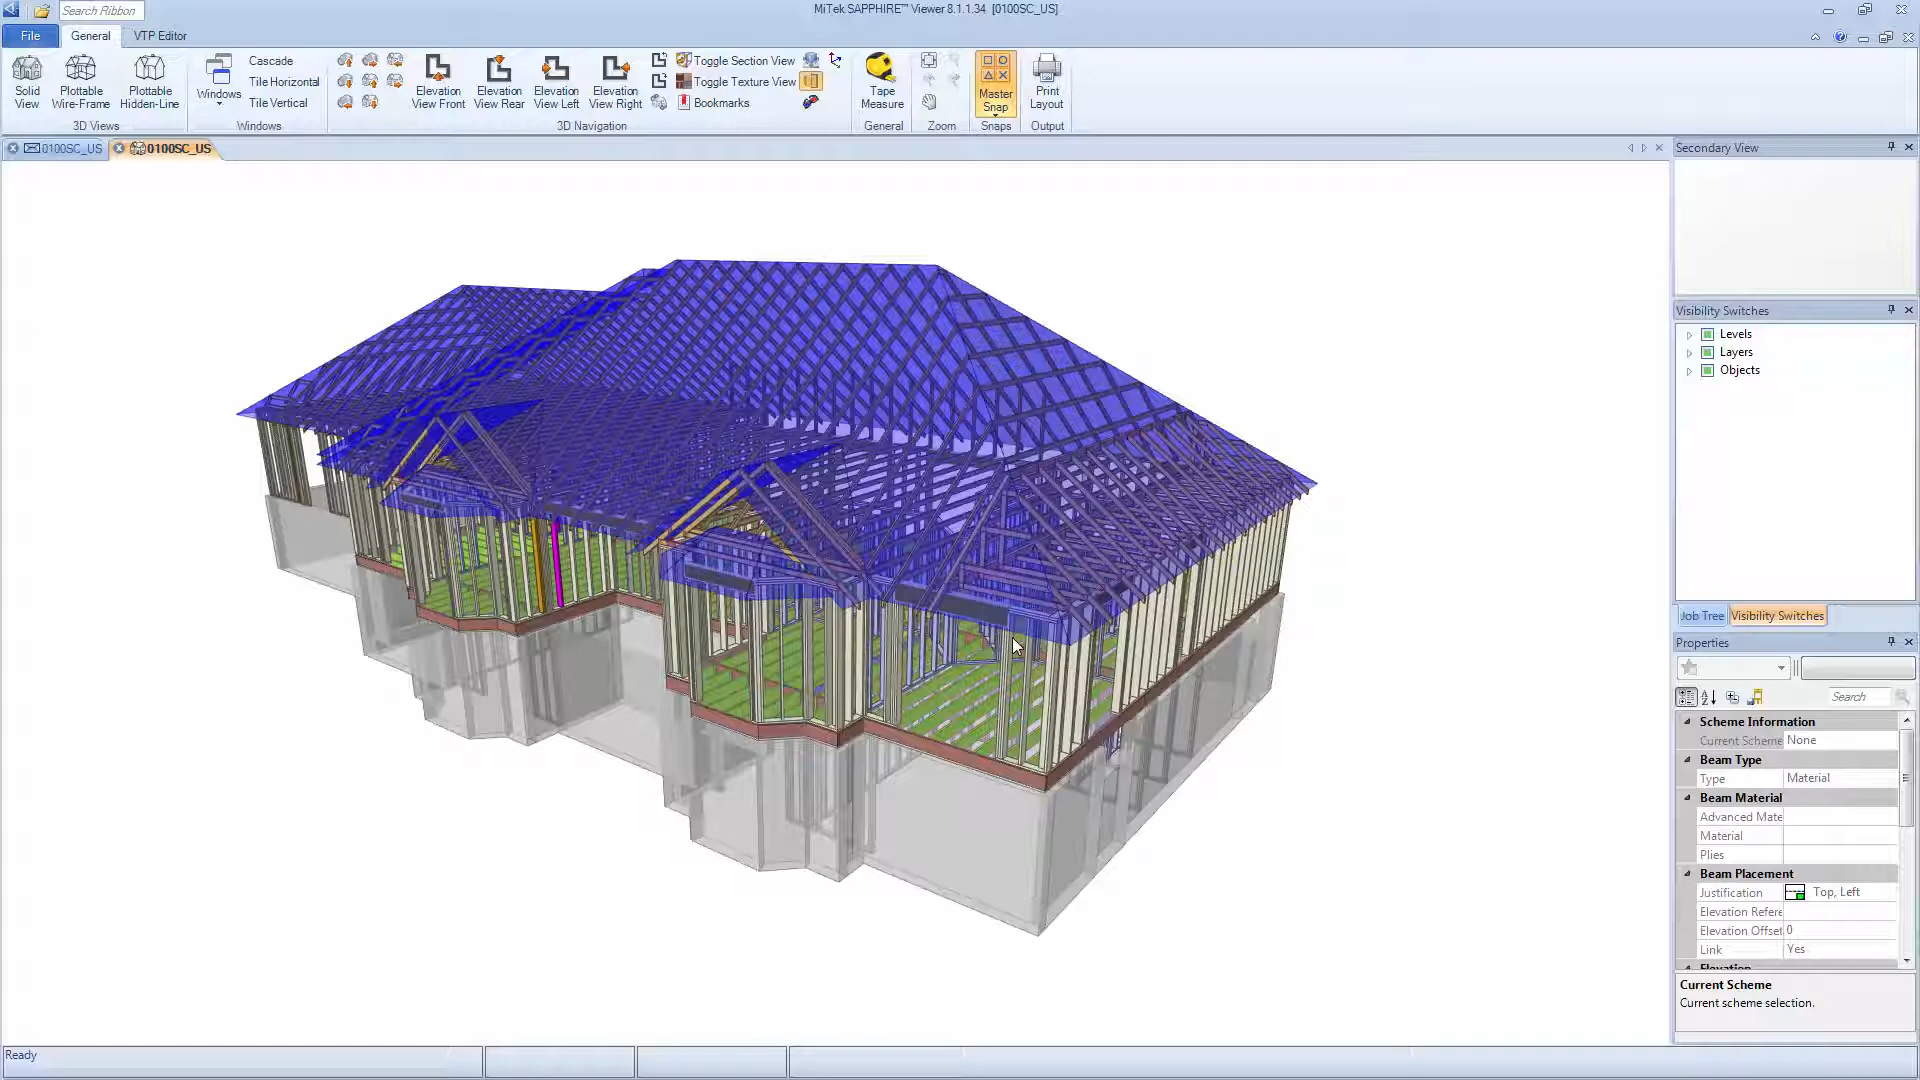 Search Ribbon
MiTek SAPPHIRE™ Viewer 8.1.1.34 [0100SC_US]
File
General
VTP Editor
Solid View
Plottable Wire-Frame
Plottable Hidden-Line
3D Views
Windows
Cascade
Tile Horizontal
Tile Vertical
Windows
Elevation View Front
Elevation View Rear
Elevation View Left
Elevation View Right
Toggle Section View
Toggle Texture View
Bookmarks
3D Navigation
Tape Measure
General
Zoom
Master Snap
Snaps
Print Layout
Output
0100SC_US
0100SC_US
Secondary View
Visibility Switches
Levels
Layers
Objects
Job Tree
Visibility Switches
Properties
Search
Scheme Information
Current Scheme None
Beam Type
Type Material
Beam Material
Advanced Mate
Material
Plies
Beam Placement
Justification Top, Left
Elevation Refere
Elevation Offset 0
Link Yes
Elevation
Current Scheme
Current scheme selection.
Ready